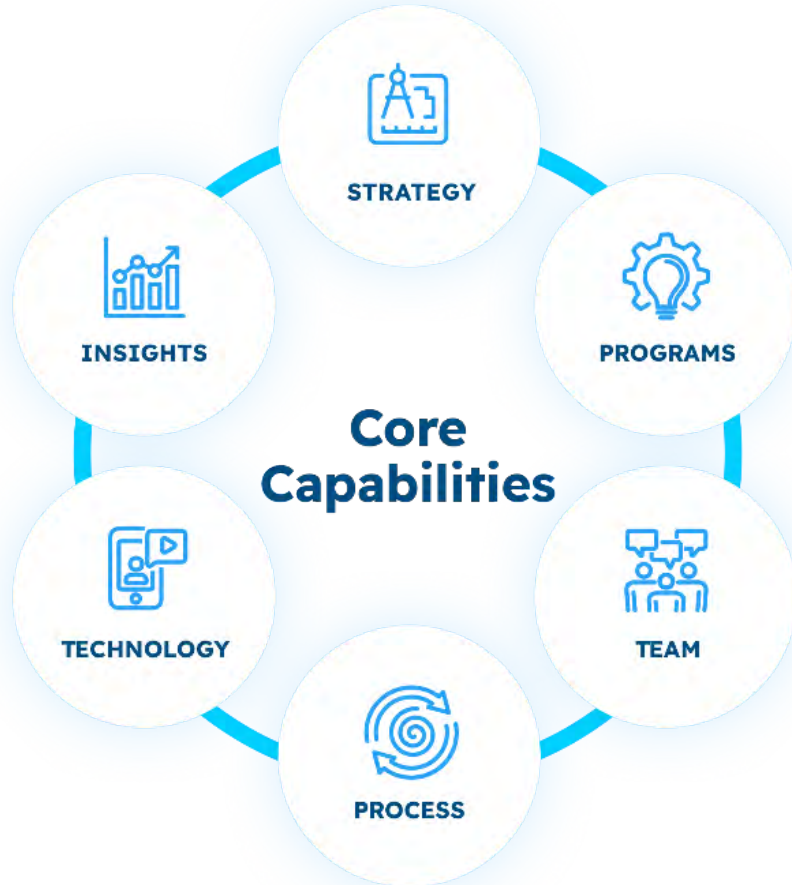 STRATEGY
PROGRAMS
INSIGHTS
Core
Capabilities
TECHNOLOGY
TEAM
PROCESS